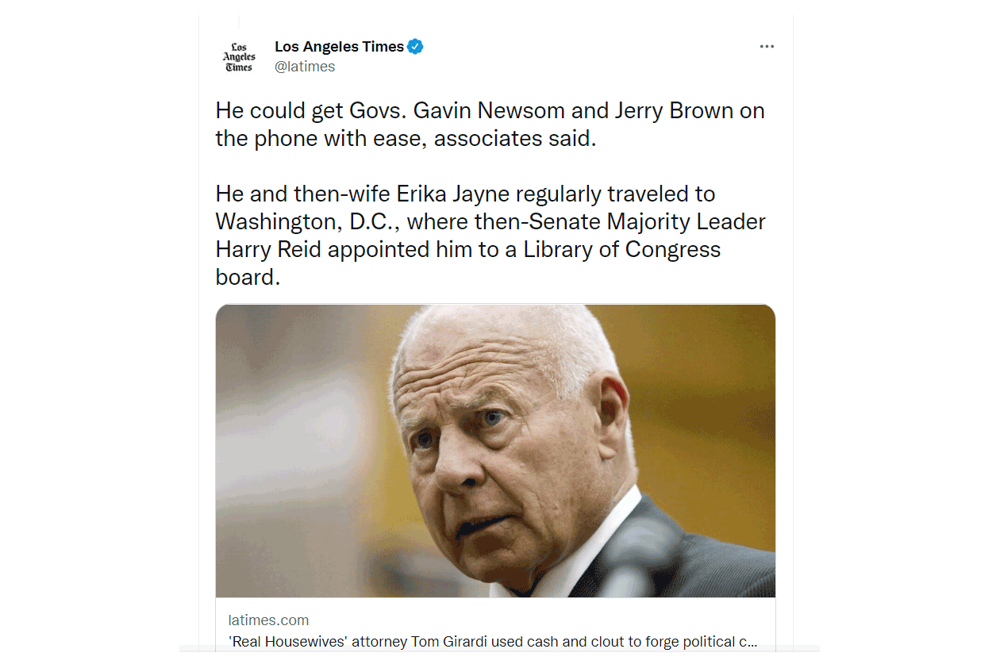 Los
Angeles
Times
Los Angeles Times
@latimes
He could get Govs. Gavin Newsom and Jerry Brown on
the phone with ease, associates said.
He and then-wife Erika Jayne regularly traveled to
Washington, D.C., where then-Senate Majority Leader
Harry Reid appointed him to a Library of Congress
board.
latimes.com
'Real Housewives' attorney Tom Girardi used cash and clout to forge political c...